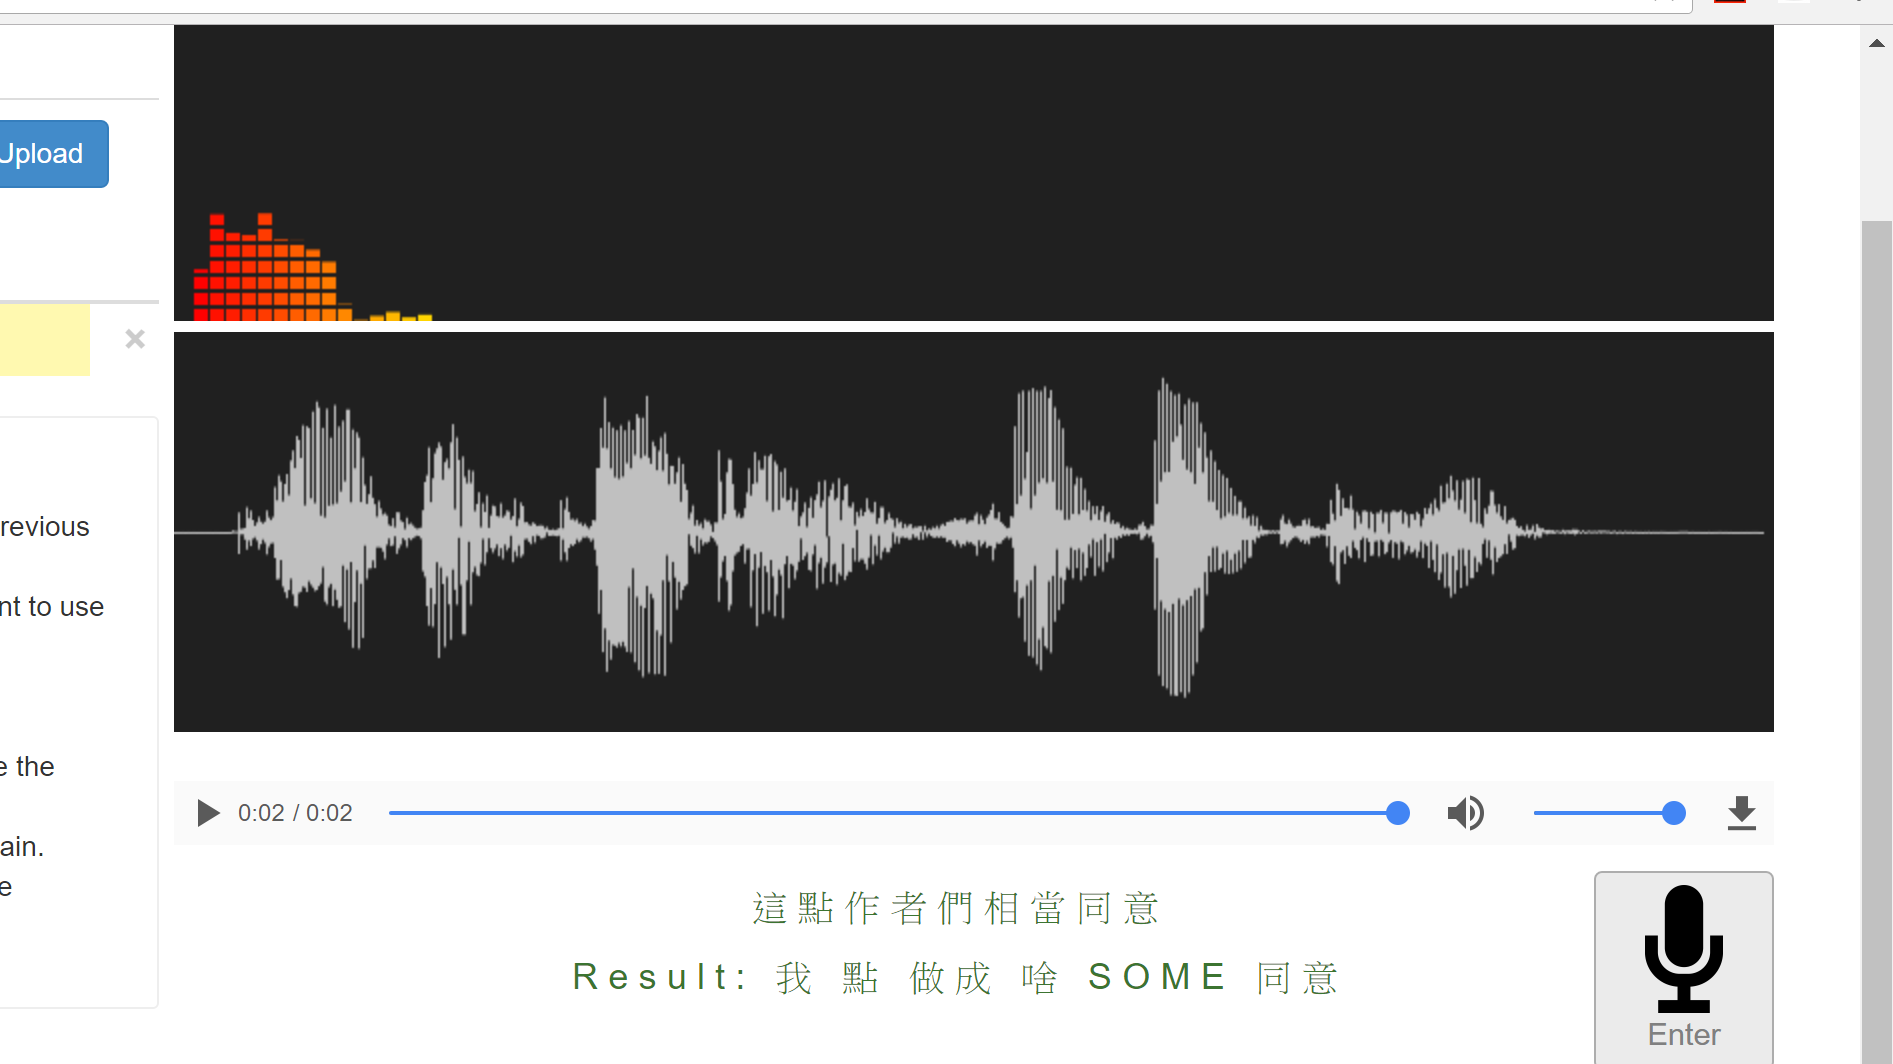 Upload
revious
nt to use
e the
ain.
e
0:02 / 0:02
這點作者們相當同意
Result: 我 點 做成 啥 SOME 同意
Enter